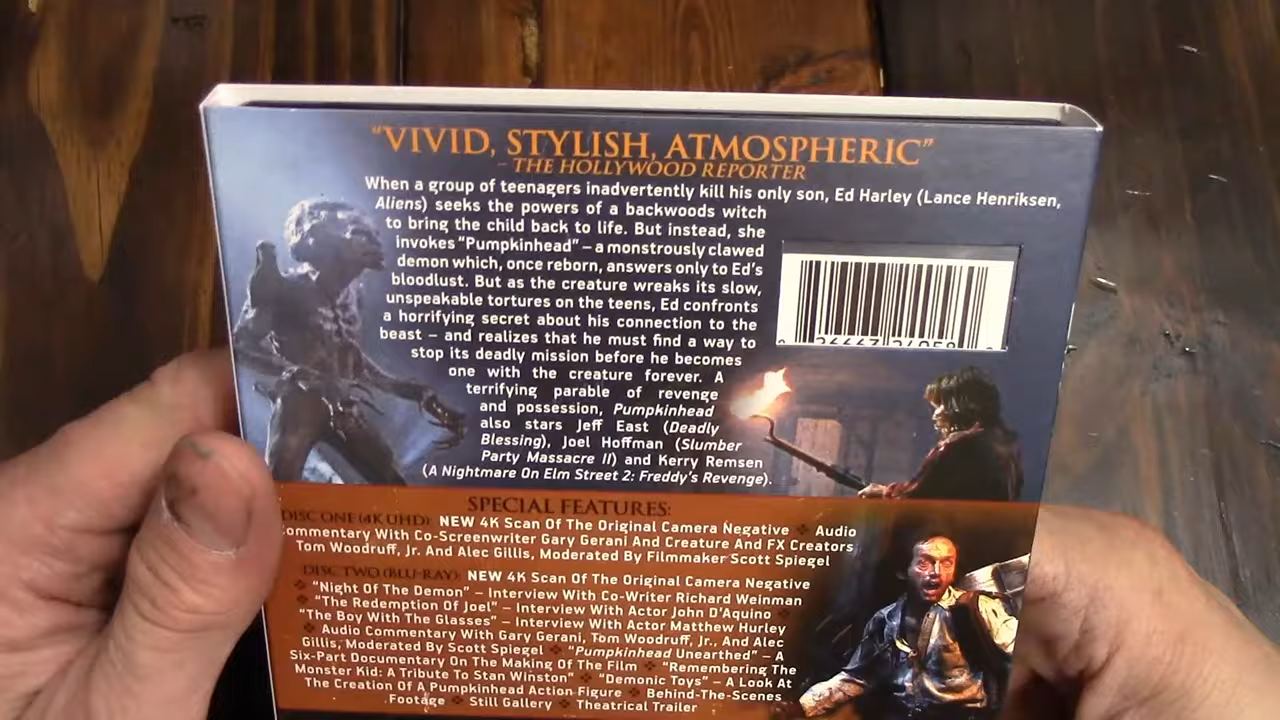 "VIVID, STYLISH, ATMOSPHERIC"
– THE HOLLYWOOD REPORTER
When a group of teenagers inadvertently kill his only son, Ed Harley (Lance Henriksen,
Aliens) seeks the powers of a backwoods witch
to bring the child back to life. But instead, she
invokes "Pumpkinhead" – a monstrously clawed
demon which, once reborn, answers only to Ed's
bloodlust. But as the creature wreaks its slow,
unspeakable tortures on the teens, Ed confronts
a horrifying secret about his connection to the
beast – and realizes that he must find a way to
stop its deadly mission before he becomes
one with the creature forever. A
terrifying parable of revenge
and possession, Pumpkinhead
also stars Jeff East (Deadly
Blessing), Joel Hoffman (Slumber
Party Massacre II) and Kerry Remsen
(A Nightmare On Elm Street 2: Freddy's Revenge).
SPECIAL FEATURES:
DISC ONE (4K UHD): NEW 4K Scan Of The Original Camera Negative ❖ Audio
Commentary With Co-Screenwriter Gary Gerani And Creature And FX Creators
Tom Woodruff, Jr. And Alec Gillis, Moderated By Filmmaker Scott Spiegel
DISC TWO (BLU-RAY): NEW 4K Scan Of The Original Camera Negative
❖ "Night Of The Demon" – Interview With Co-Writer Richard Weinman
❖ "The Redemption Of Joel" – Interview With Actor John D'Aquino
❖ "The Boy With The Glasses" – Interview With Actor Matthew Hurley
❖ Audio Commentary With Gary Gerani, Tom Woodruff, Jr., And Alec
Gillis, Moderated By Scott Spiegel ❖ "Pumpkinhead Unearthed" – A
Six-Part Documentary On The Making Of The Film ❖ "Remembering The
Monster Kid: A Tribute To Stan Winston" ❖ "Demonic Toys" – A Look At
The Creation Of A Pumpkinhead Action Figure ❖ Behind-The-Scenes
Footage ❖ Still Gallery ❖ Theatrical Trailer